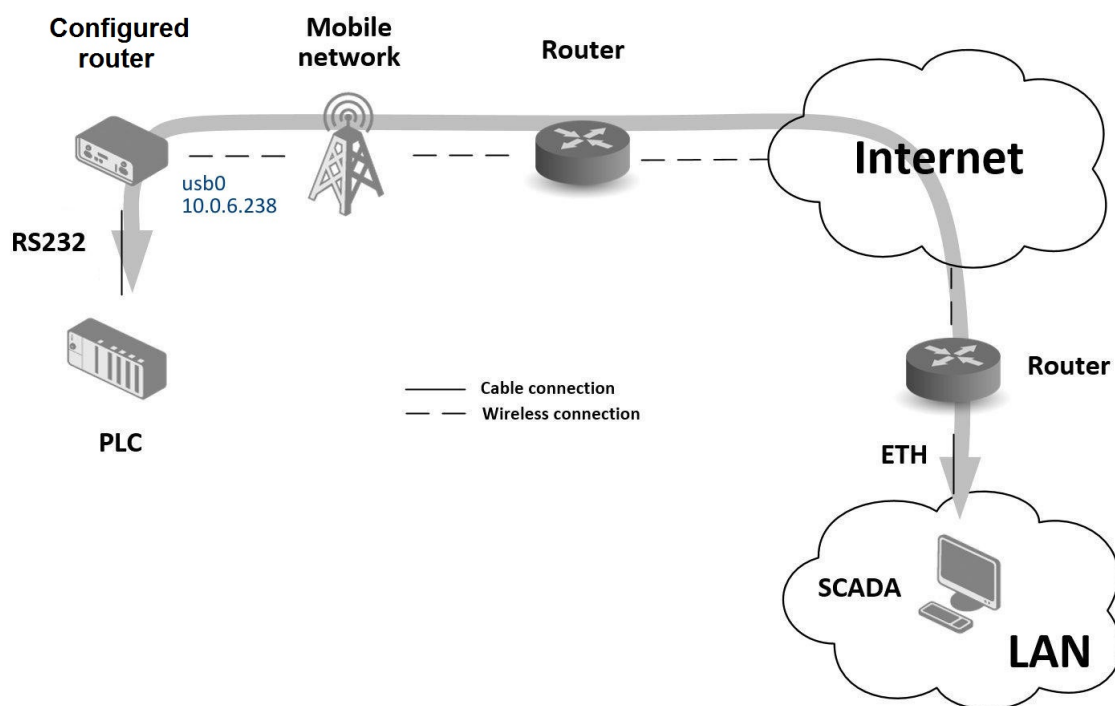 Configured
router
Mobile
network
Router
Internet
usb0
10.0.6.238
RS232
Router
Cable connection
Wireless connection
PLC
ETH
SCADA
LAN